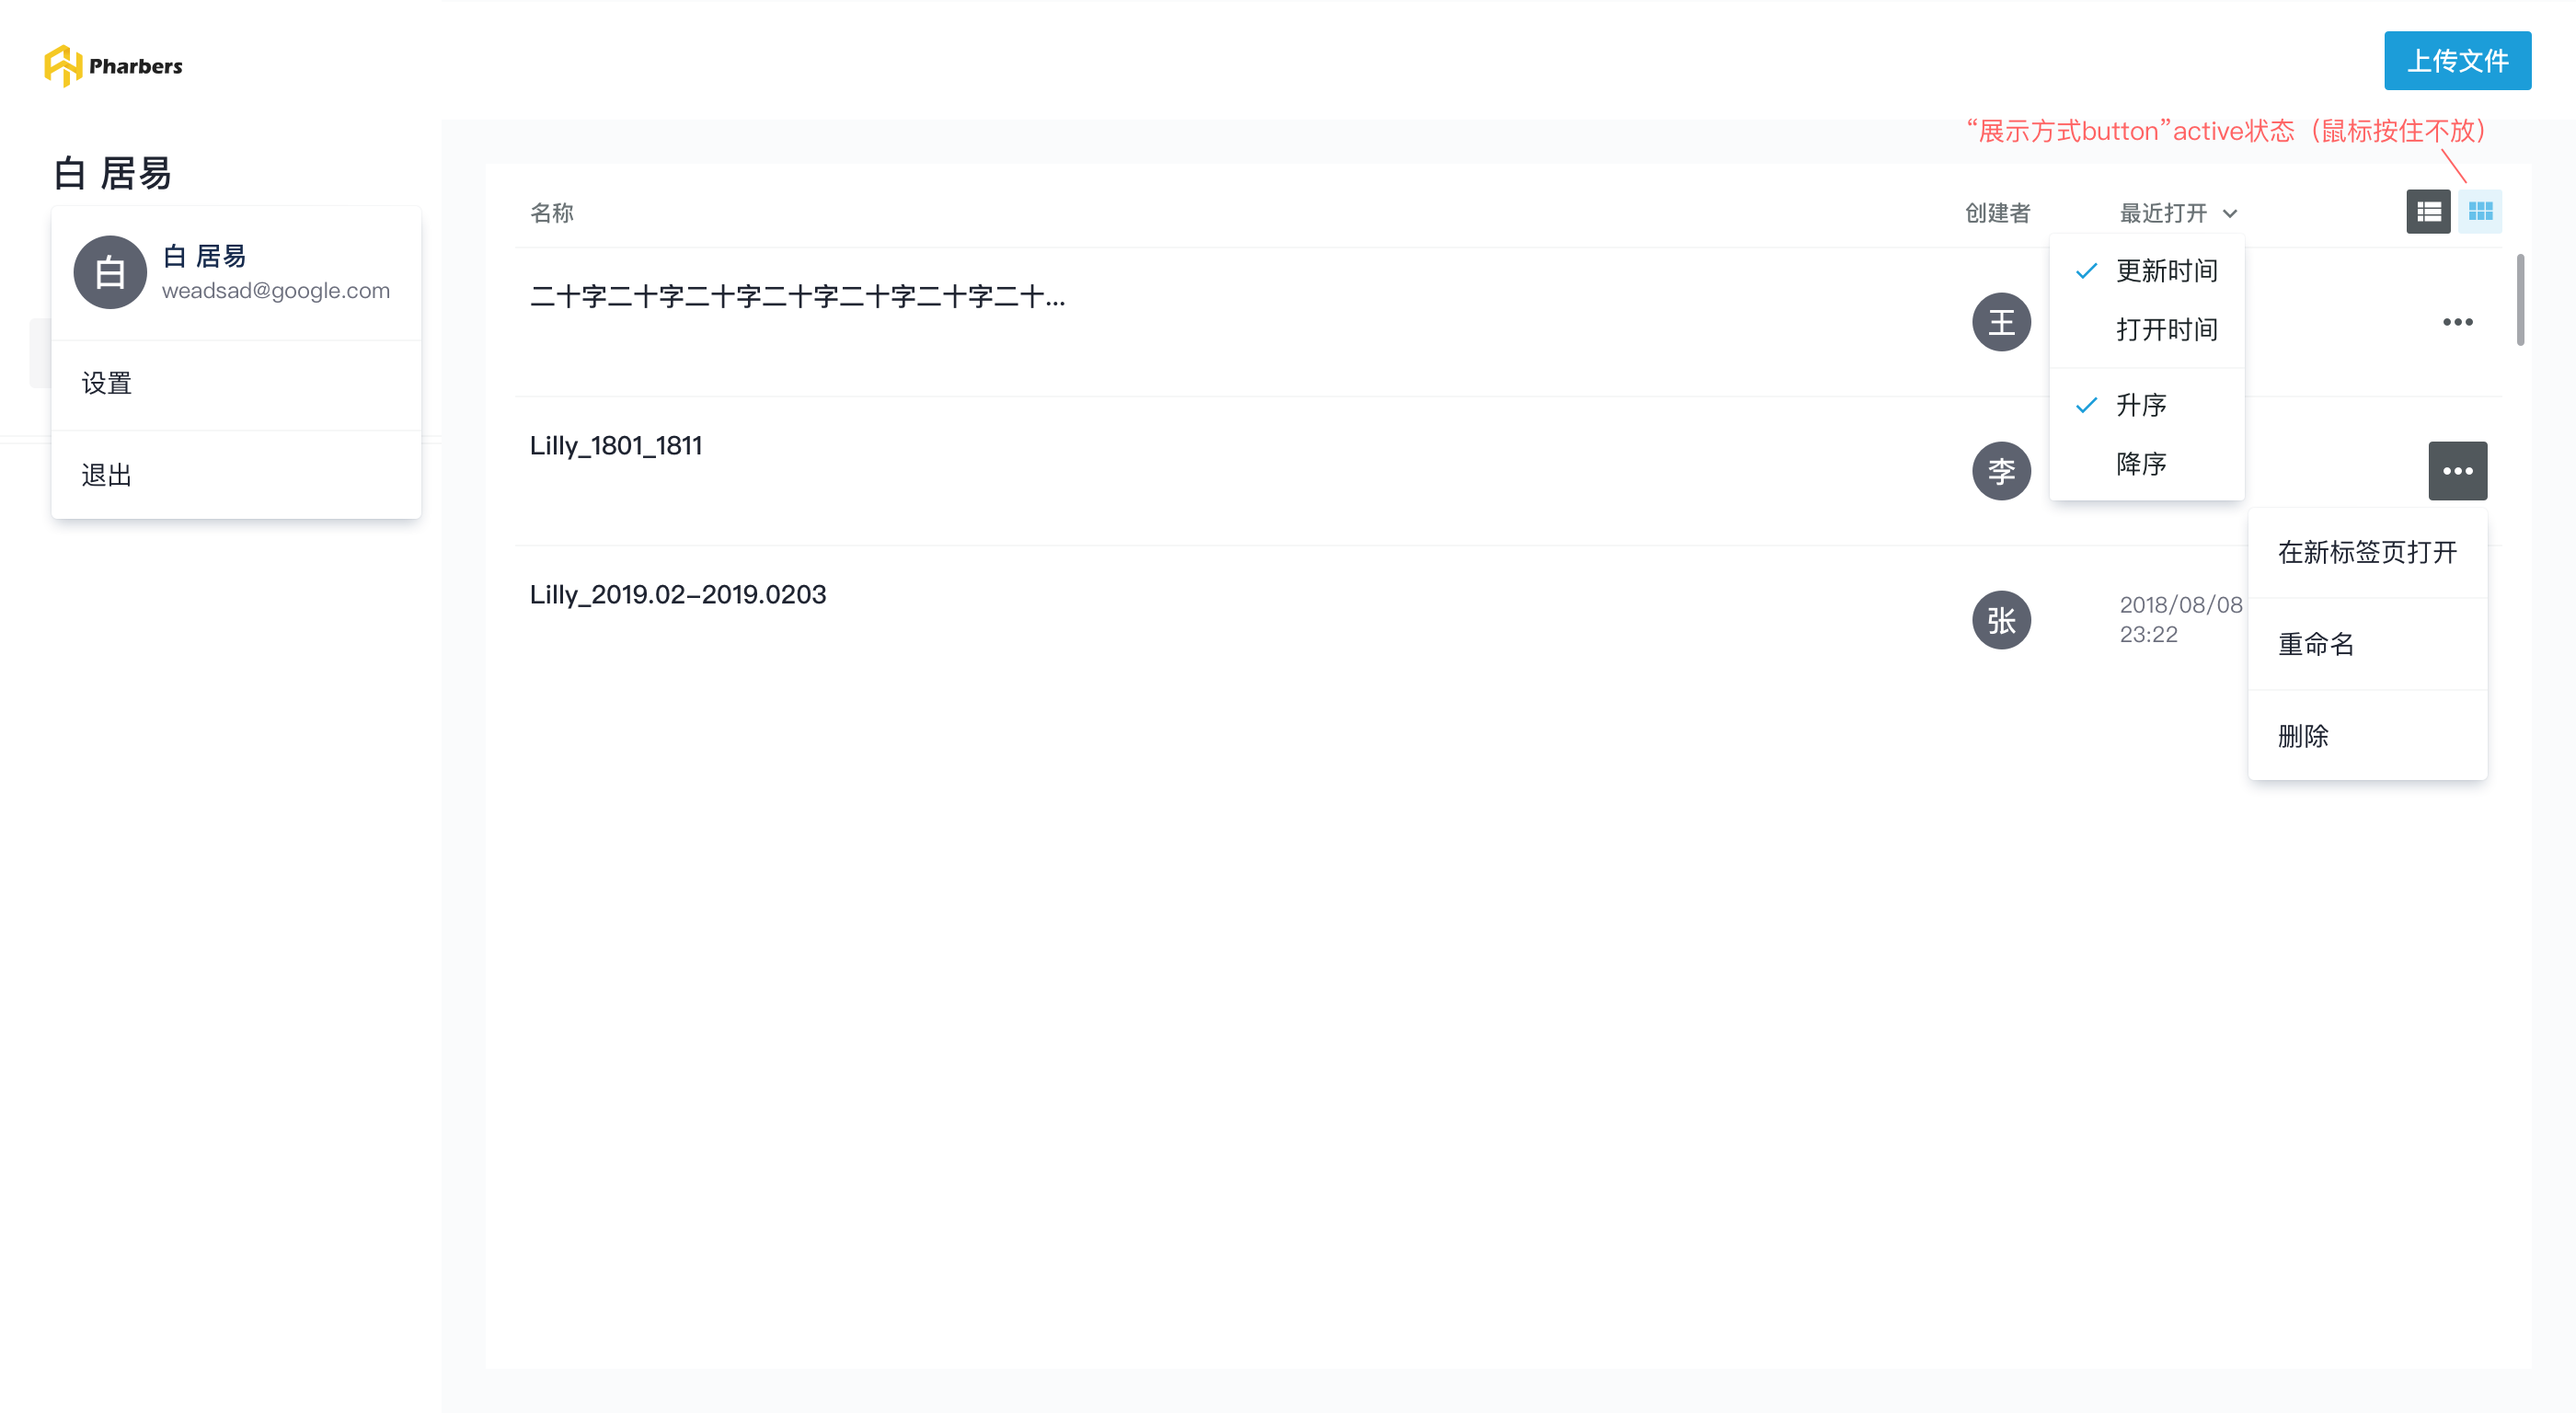 Pharbers
上传文件
“展示方式button”active状态（鼠标按住不放）
白 居易
白
白 居易
weadsad@google.com
设置
退出
名称
创建者
最近打开
更新时间
打开时间
升序
降序
二十字二十字二十字二十字二十字二十字二十...
王
Lilly_1801_1811
李
在新标签页打开
重命名
删除
Lilly_2019.02-2019.0203
张
2018/08/08
23:22